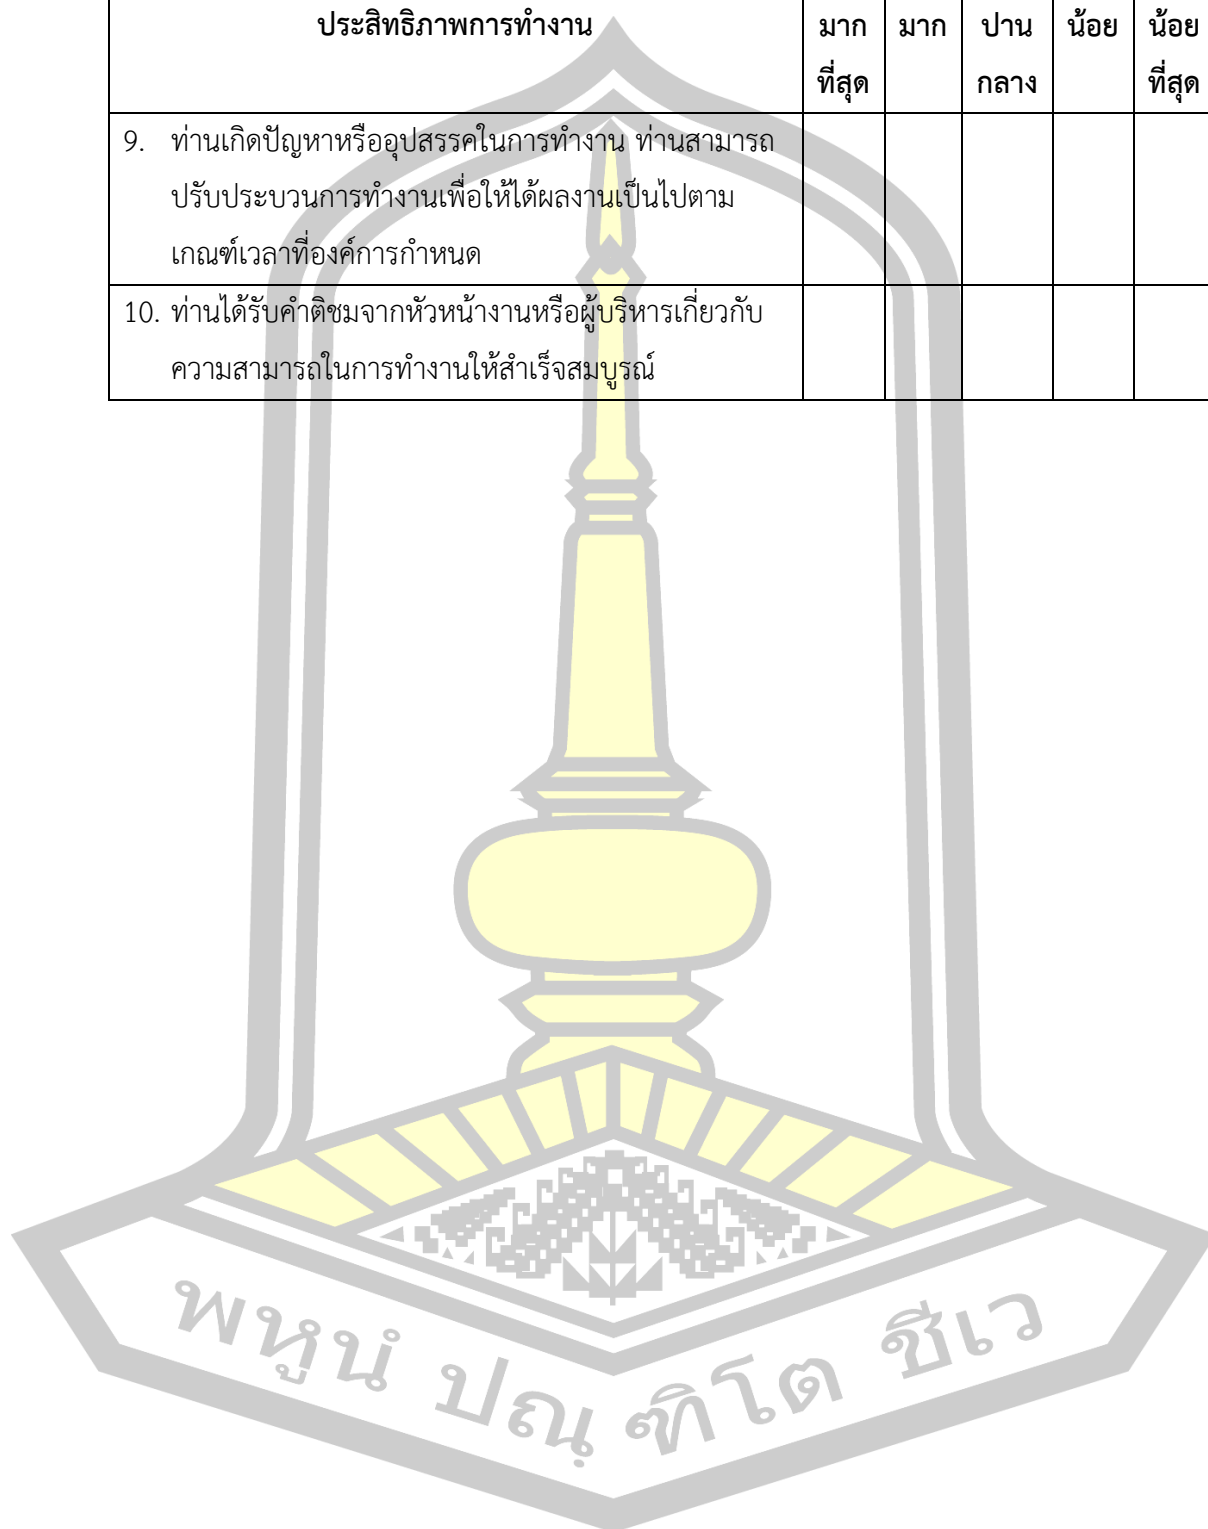 ประสิทธิภาพการทำงาน มาก มาก ปาน น้อย น้อย
ที่สุด กลาง ที่สุด
9. ท่านเกิดปัญหาหรืออุปสรรคในการทำงาน ท่านสามารถ
ปรับประบวนการทำงานเพื่อให้ได้ผลงานเป็นไปตาม
เกณฑ์เวลาที่องค์การกำหนด
10. ท่านได้รับคำติชมจากหัวหน้างานหรือผู้บริหารเกี่ยวกับ
ความสามารถในการทำงานให้สำเร็จสมบูรณ์
พหูนํ ปณฺฑิโต ชีเว